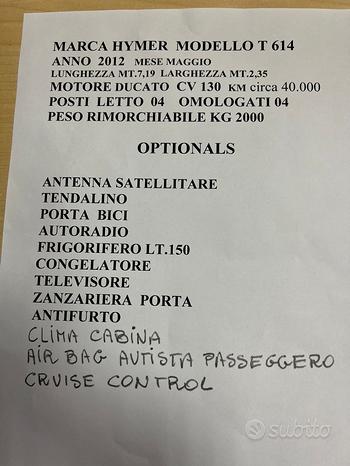 MARCA HYMER MODELLO T 614
ANNO 2012 MESE MAGGIO
LUNGHEZZA MT.7,19 LARGHEZZA MT.2,35
MOTORE DUCATO CV 130 KM circa 40.000
POSTI LETTO 04 OMOLOGATI 04
PESO RIMORCHIABILE KG 2000
OPTIONALS
ANTENNA SATELLITARE
TENDALINO
PORTA BICI
AUTORADIO
FRIGORIFERO LT.150
CONGELATORE
TELEVISORE
ZANZARIERA PORTA
ANTIFURTO
CLIMA CABINA
AIR BAG AUTISTA PASSEGGERO
CRUISE CONTROL
subito